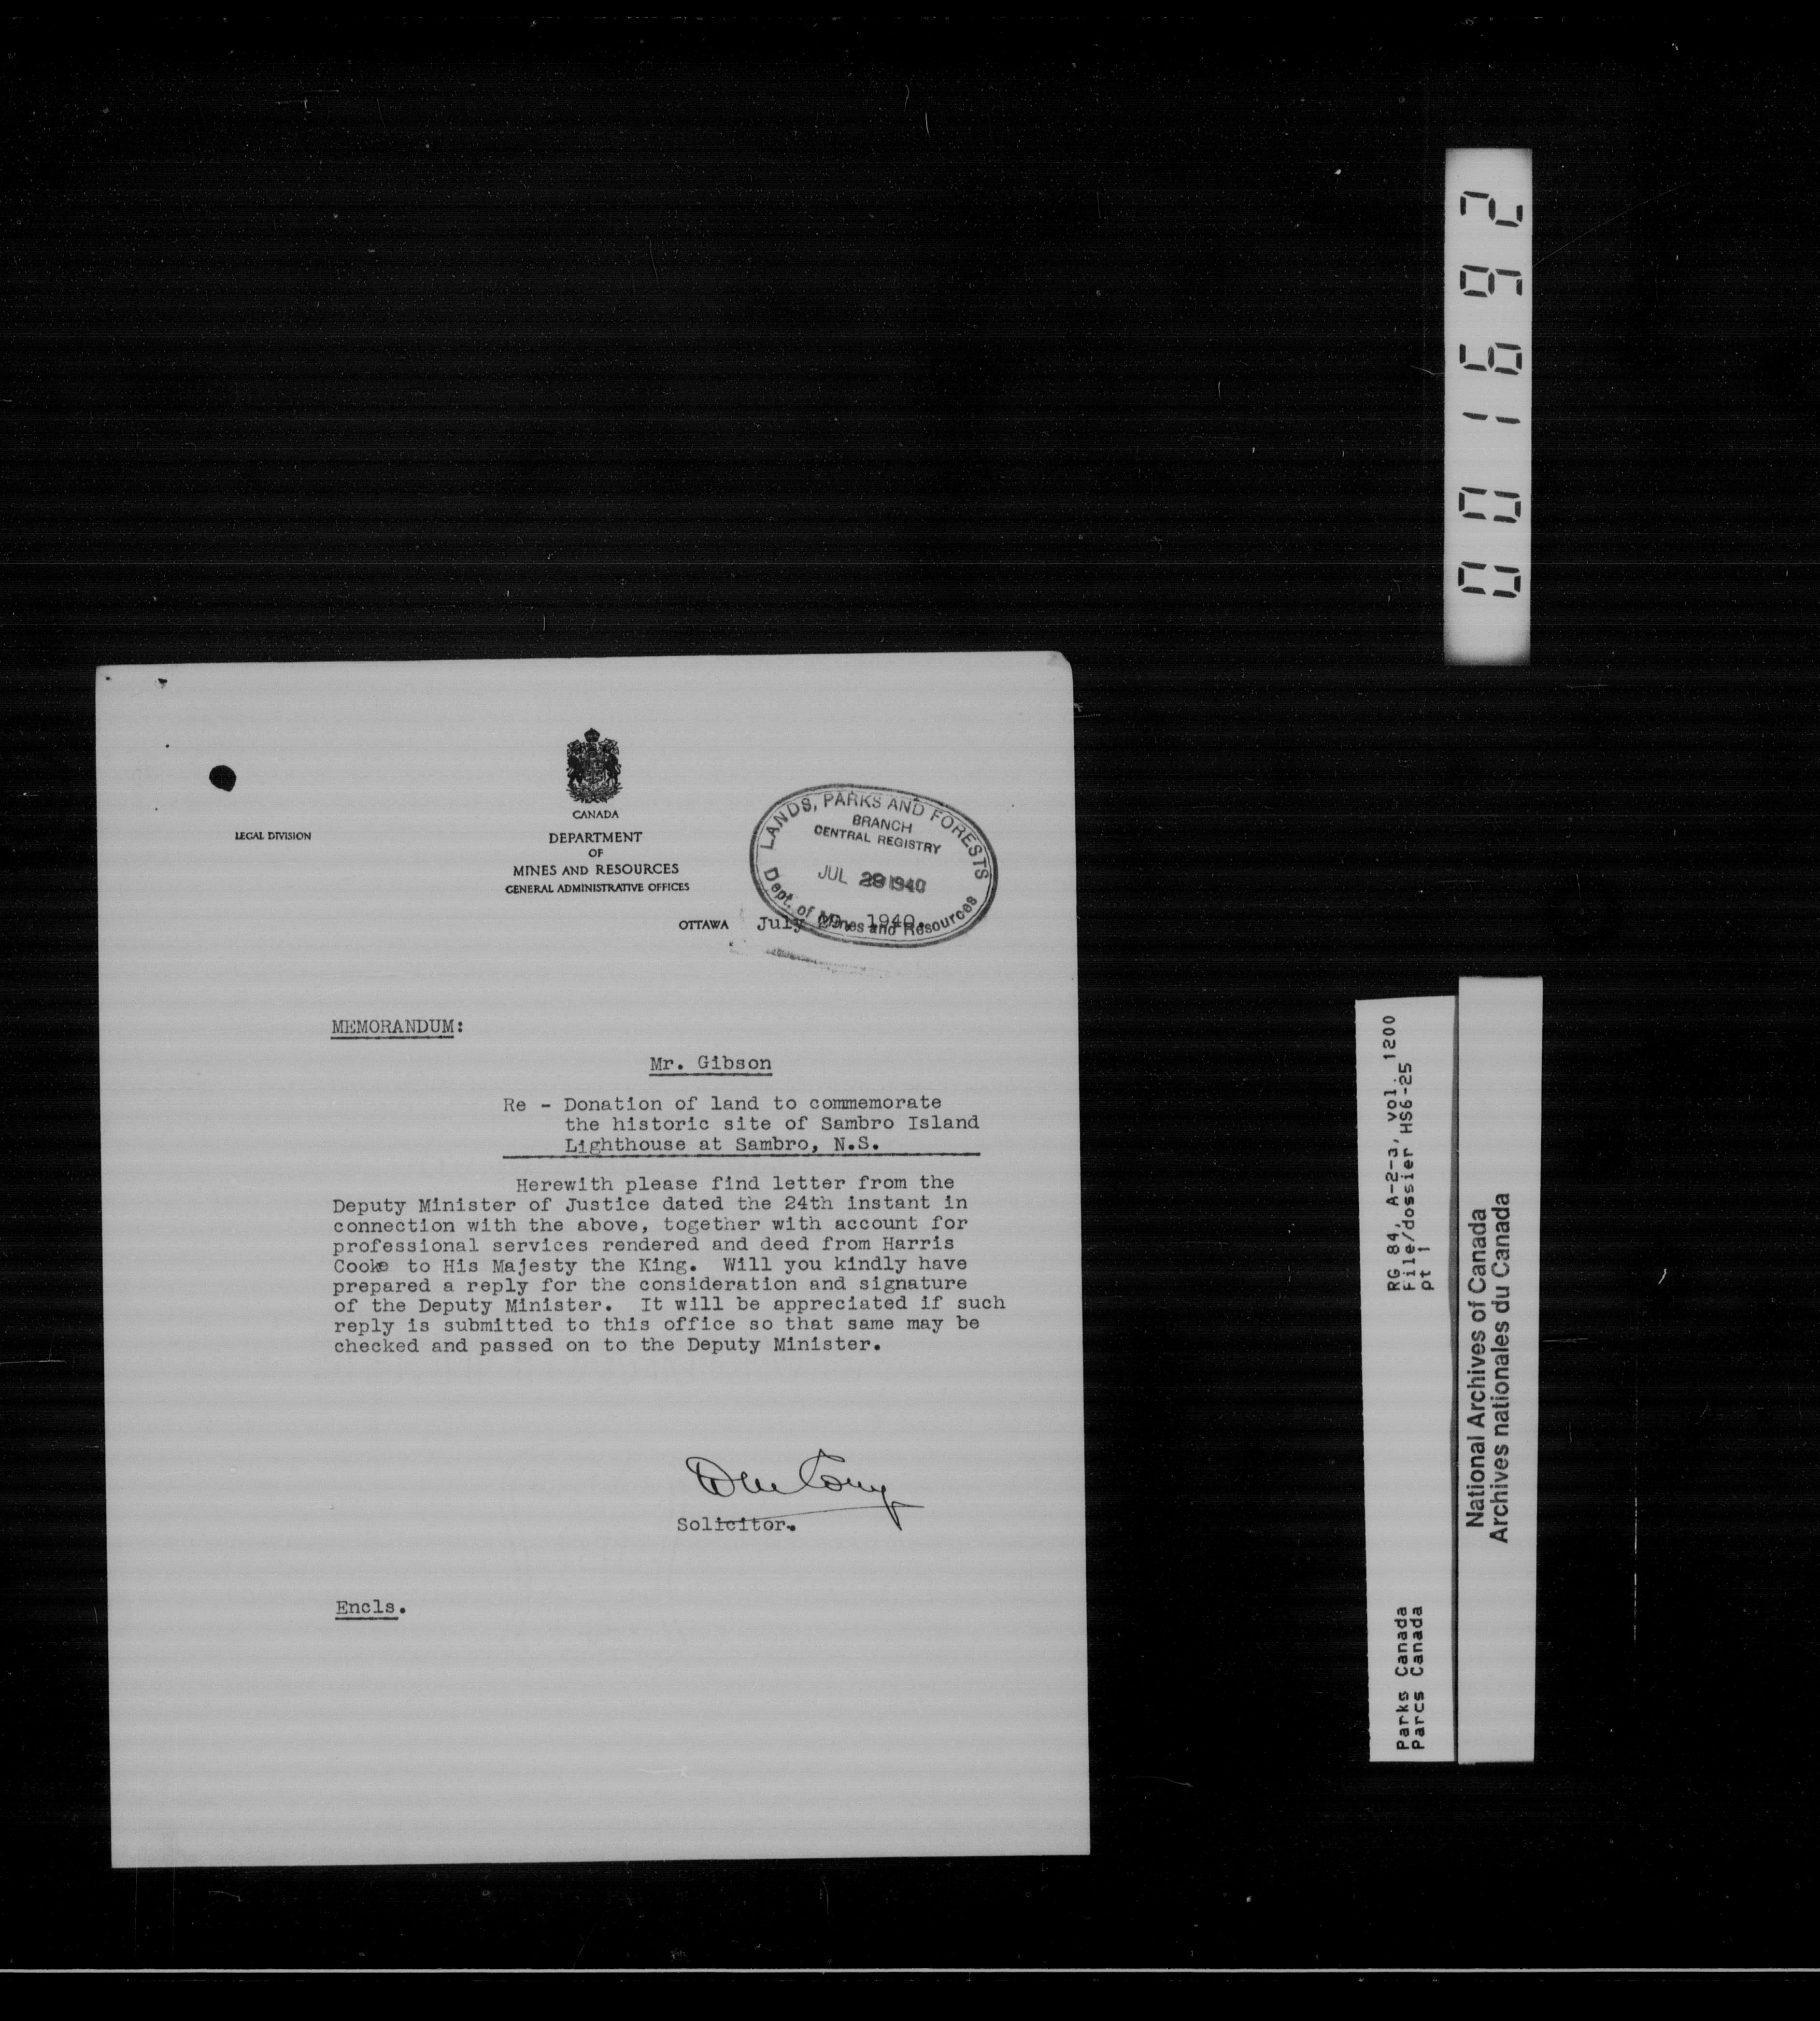 LEGAL DIVISION
CANADA
DEPARTMENT
OF
MINES AND RESOURCES
GENERAL ADMINISTRATIVE OFFICES
LANDS, PARKS AND FORESTS
BRANCH
CENTRAL REGISTRY
JUL 29 1940
Dept. of Mines and Resources
OTTAWA July 1940.
MEMORANDUM:
Mr. Gibson
Re - Donation of land to commemorate
the historic site of Sambro Island
Lighthouse at Sambro, N.S.
Herewith please find letter from the
Deputy Minister of Justice dated the 24th instant in
connection with the above, together with account for
professional services rendered and deed from Harris
Cooke to His Majesty the King. Will you kindly have
prepared a reply for the consideration and signature
of the Deputy Minister. It will be appreciated if such
reply is submitted to this office so that same may be
checked and passed on to the Deputy Minister.
Solicitor.
Encls.
001692
RG 84, A-2-a, vol. 1200
File/dossier HS6-25
pt 1
Parks Canada
Parcs Canada
National Archives of Canada
Archives nationales du Canada